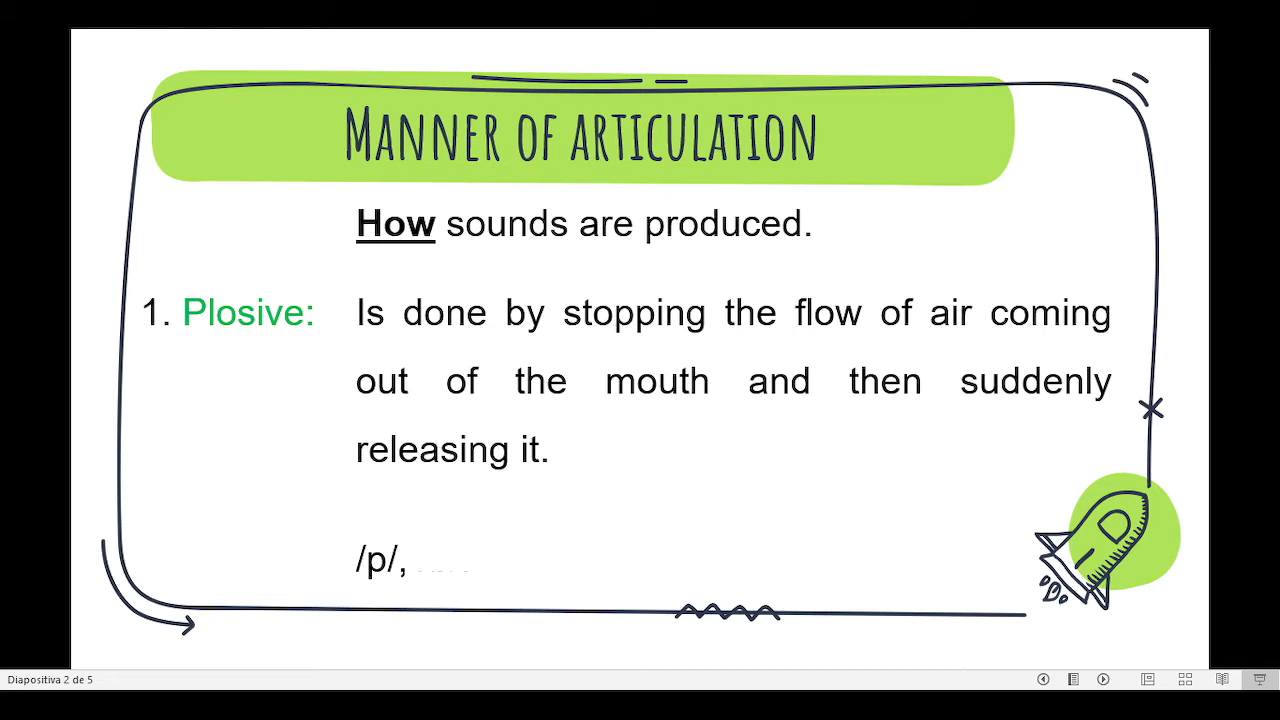 MANNER OF ARTICULATION
How sounds are produced.
1. Plosive: Is done by stopping the flow of air coming
out of the mouth and then suddenly
releasing it.
/p/,
Diapositiva 2 de 5